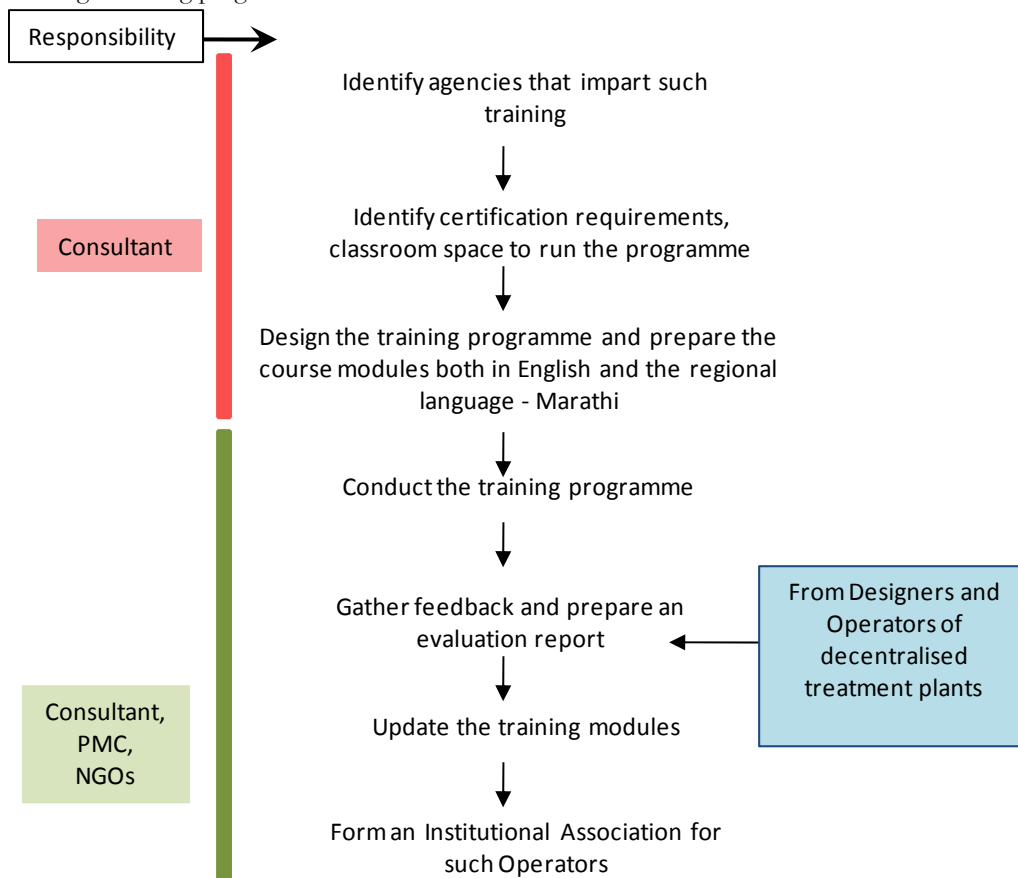 Responsibility
Identify agencies that impart such
training
Identify certification requirements,
classroom space to run the programme
Consultant
Design the training programme and prepare the
course modules both in English and the regional
language - Marathi
Conduct the training programme
Gather feedback and prepare an
evaluation report
From Designers and
Operators of
decentralised
treatment plants
Consultant,
PMC,
NGOs
Update the training modules
Form an Institutional Association for
such Operators